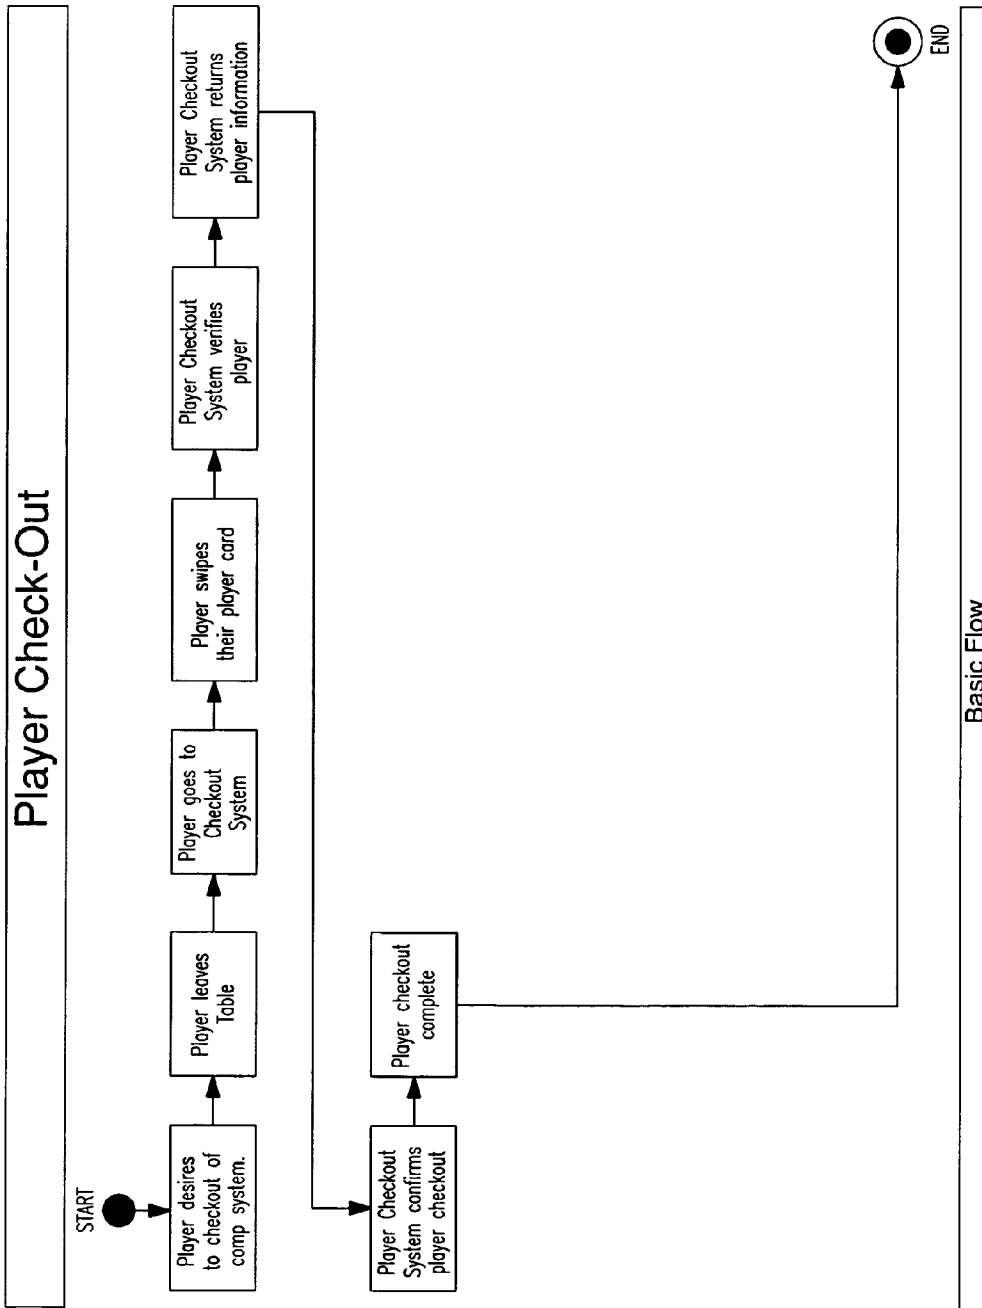 Player Check-Out
START
Player desires
to checkout of
comp system.
Player leaves
Table
Player goes to
Checkout
System
Player swipes
their player card
Player Checkout
System verifies
player
Player Checkout
System returns
player information
Player Checkout
System confirms
player checkout
Player checkout
complete
END
Basic Flow